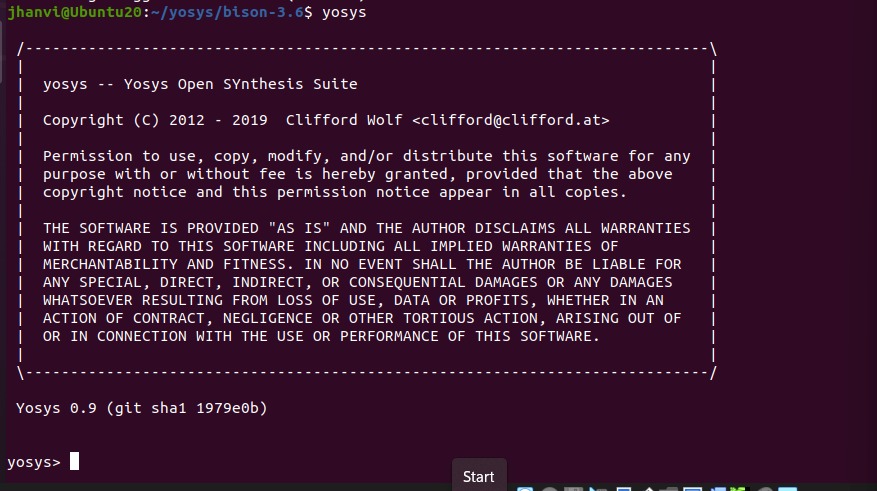 jhanvi@Ubuntu20:~/yosys/bison-3.6$ yosys
/----------------------------------------------------------------------------\
|                                                                            |
|  yosys -- Yosys Open SYnthesis Suite                                       |
|                                                                            |
|  Copyright (C) 2012 - 2019  Clifford Wolf <clifford@clifford.at>           |
|                                                                            |
|  Permission to use, copy, modify, and/or distribute this software for any  |
|  purpose with or without fee is hereby granted, provided that the above    |
|  copyright notice and this permission notice appear in all copies.         |
|                                                                            |
|  THE SOFTWARE IS PROVIDED "AS IS" AND THE AUTHOR DISCLAIMS ALL WARRANTIES  |
|  WITH REGARD TO THIS SOFTWARE INCLUDING ALL IMPLIED WARRANTIES OF          |
|  MERCHANTABILITY AND FITNESS. IN NO EVENT SHALL THE AUTHOR BE LIABLE FOR   |
|  ANY SPECIAL, DIRECT, INDIRECT, OR CONSEQUENTIAL DAMAGES OR ANY DAMAGES    |
|  WHATSOEVER RESULTING FROM LOSS OF USE, DATA OR PROFITS, WHETHER IN AN     |
|  ACTION OF CONTRACT, NEGLIGENCE OR OTHER TORTIOUS ACTION, ARISING OUT OF   |
|  OR IN CONNECTION WITH THE USE OR PERFORMANCE OF THIS SOFTWARE.            |
|                                                                            |
\----------------------------------------------------------------------------/
Yosys 0.9 (git sha1 1979e0b)
yosys>
Start